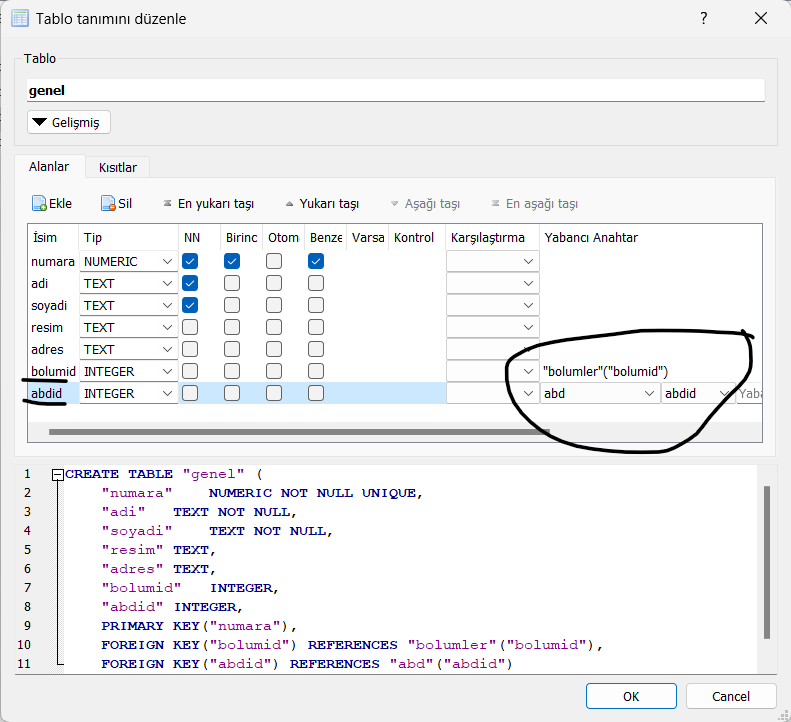 Tablo tanımını düzenle ?
Tablo
genel
Gelişmiş
Alanlar Kısıtlar
Ekle Sil En yukarı taşı Yukarı taşı Aşağı taşı En aşağı taşı
İsim Tip NN Birinc Otom Benze Varsa Kontrol Karşılaştırma Yabancı Anahtar
numara NUMERIC
adi TEXT
soyadi TEXT
resim TEXT
adres TEXT
bolumid INTEGER "bolumler"("bolumid")
abdid INTEGER abd abdid Yaba
1 CREATE TABLE "genel" (
2 "numara" NUMERIC NOT NULL UNIQUE,
3 "adi" TEXT NOT NULL,
4 "soyadi" TEXT NOT NULL,
5 "resim" TEXT,
6 "adres" TEXT,
7 "bolumid" INTEGER,
8 "abdid" INTEGER,
9 PRIMARY KEY("numara"),
10 FOREIGN KEY("bolumid") REFERENCES "bolumler"("bolumid"),
11 FOREIGN KEY("abdid") REFERENCES "abd"("abdid")
OK Cancel